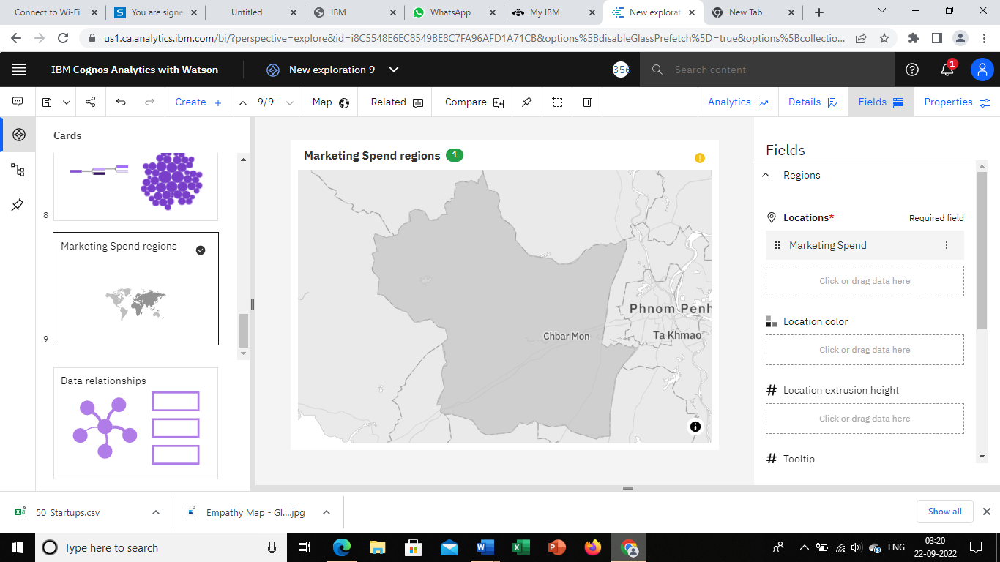 Connect to Wi-Fi
You are signe
Untitled
IBM
WhatsApp
My IBM
New explorat
New Tab
us1.ca.analytics.ibm.com/bi/?perspective=explore&id=i8C5548E6EC8549BE8C7FA96AFD1A71CB&options%5BdisableGlassPrefetch%5D=true&options%5Bcollectio...
IBM Cognos Analytics with Watson
New exploration 9
356
Search content
1
Create +
9/9
Map
Related
Compare
Analytics
Details
Fields
Properties
Cards
8
Marketing Spend regions
9
Data relationships
Marketing Spend regions 1
Phnom Penh
Chbar Mon
Ta Khmao
Fields
Regions
Locations*
Required field
Marketing Spend
Click or drag data here
Location color
Click or drag data here
# Location extrusion height
Click or drag data here
# Tooltip
50_Startups.csv
Empathy Map - Gl....jpg
Show all
Type here to search
ENG
03:20
22-09-2022